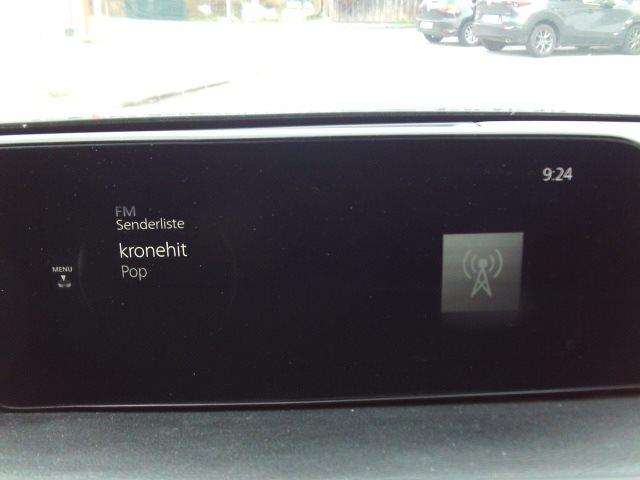 9:24
FM
Senderliste
kronehit
Pop
MENU